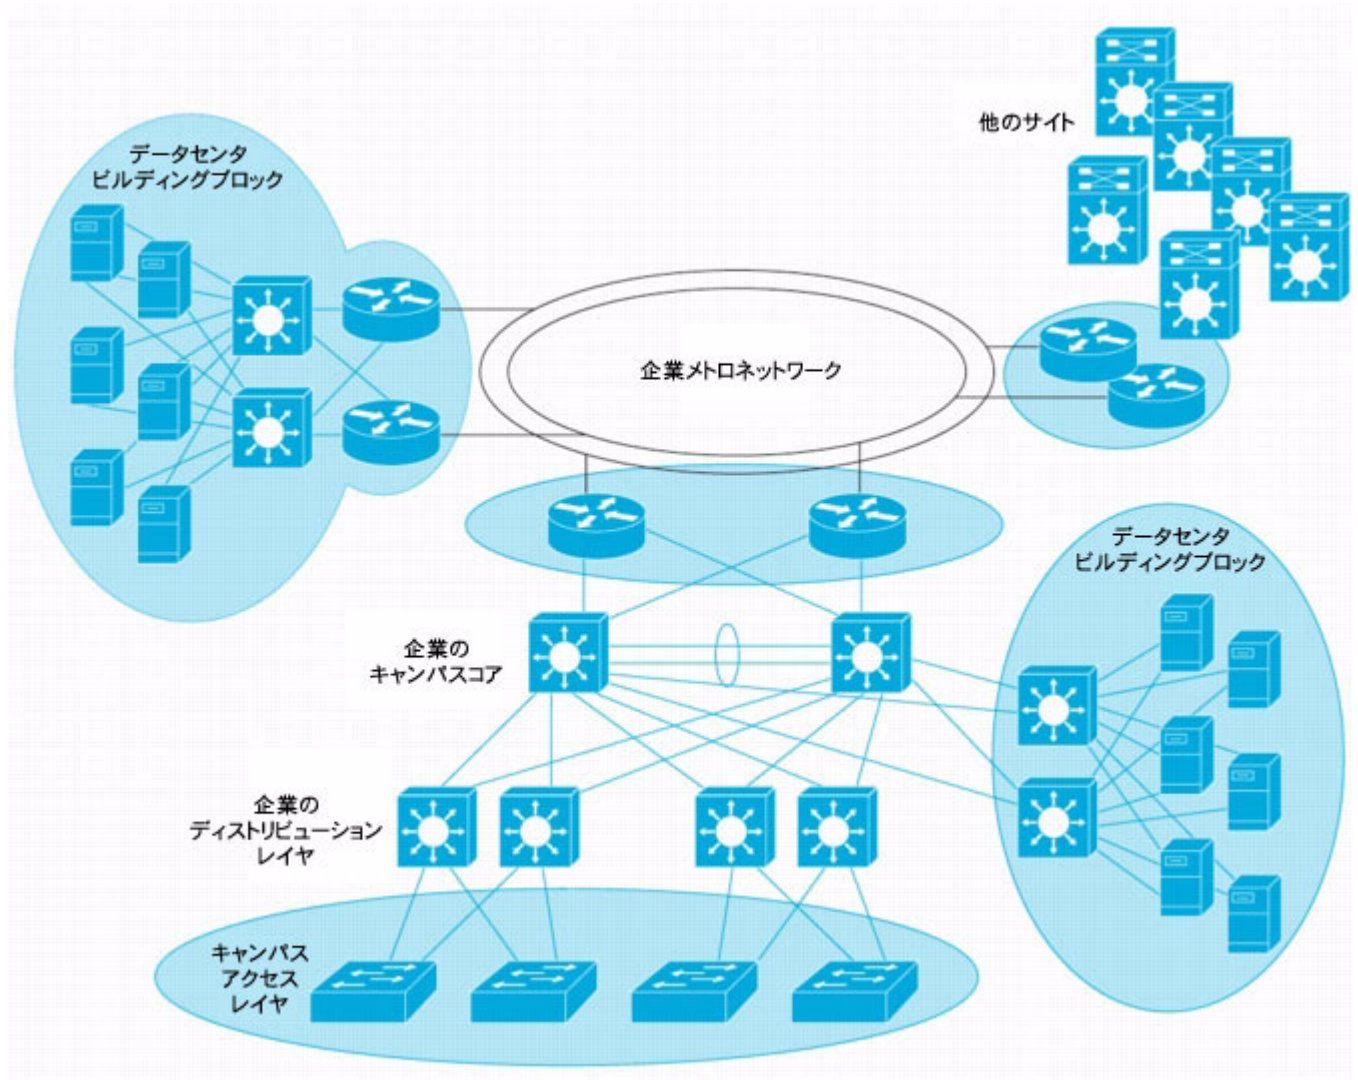 他のサイト
データセンタ
ビルディングブロック
企業メトロネットワーク
データセンタ
ビルディングブロック
企業の
キャンパスコア
企業の
ディストリビューション
レイヤ
キャンパス
アクセス
レイヤ